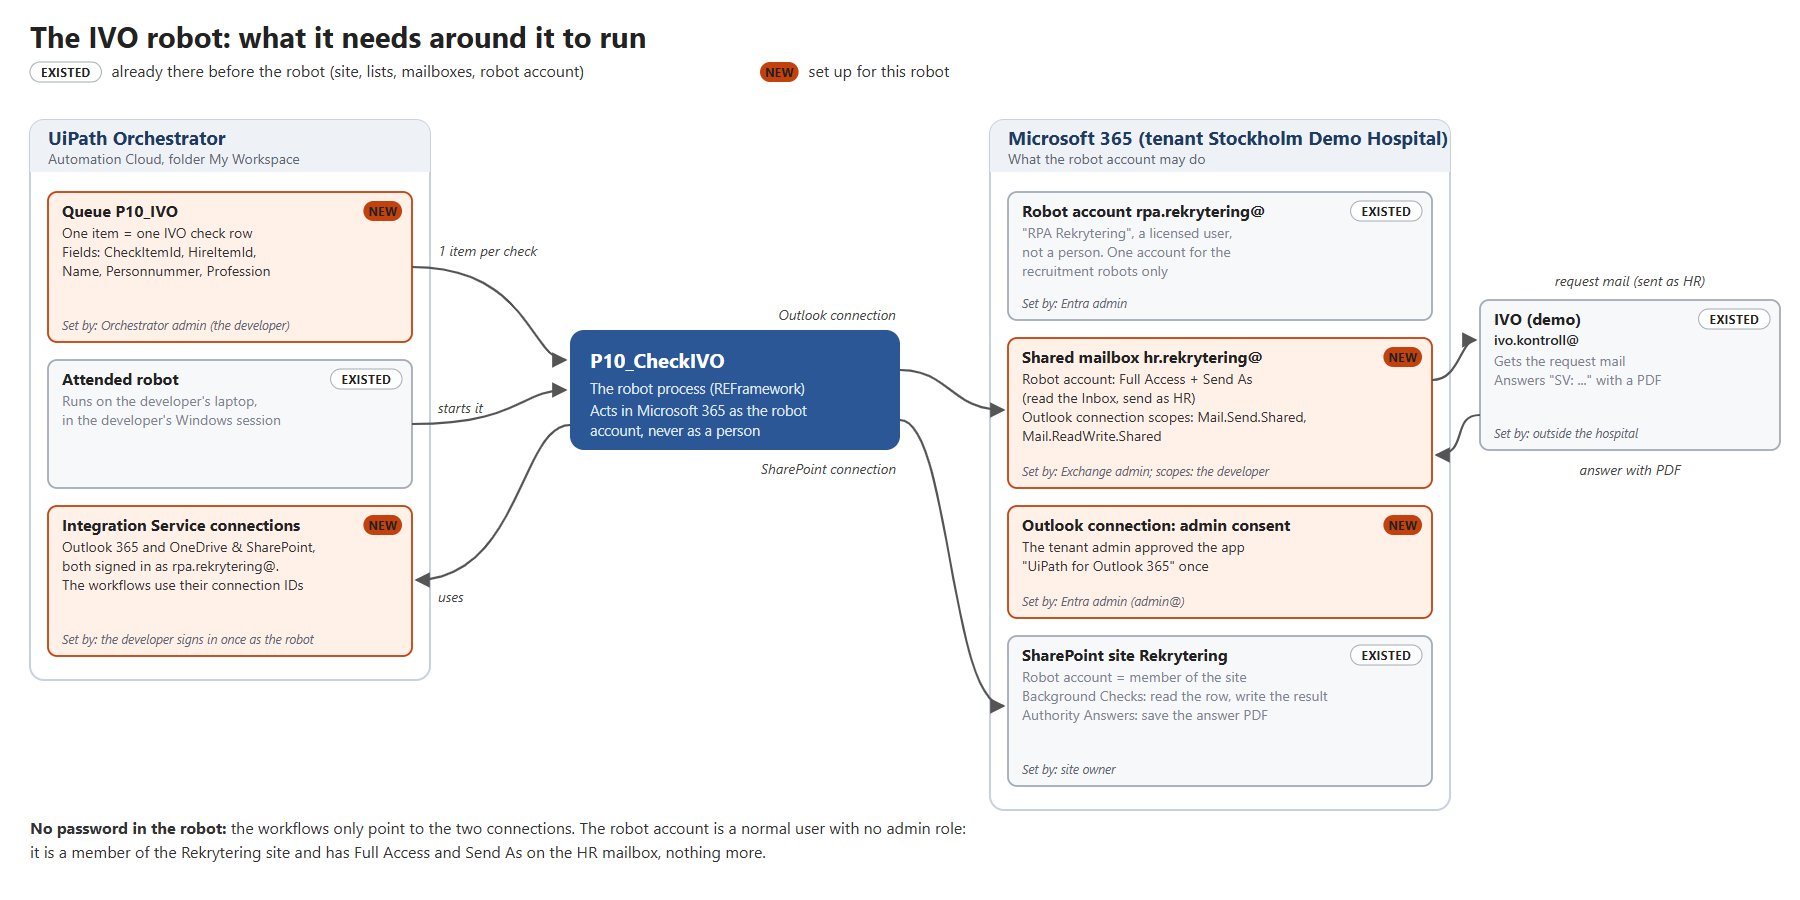 The IVO robot: what it needs around it to run
EXISTED already there before the robot (site, lists, mailboxes, robot account)
NEW set up for this robot
UiPath Orchestrator
Automation Cloud, folder My Workspace
Queue P10_IVO
NEW
One item = one IVO check row
Fields: CheckItemId, HireItemId,
Name, Personnummer, Profession
Set by: Orchestrator admin (the developer)
Attended robot
EXISTED
Runs on the developer's laptop,
in the developer's Windows session
Integration Service connections
NEW
Outlook 365 and OneDrive & SharePoint,
both signed in as rpa.rekrytering@.
The workflows use their connection IDs
Set by: the developer signs in once as the robot
1 item per check
starts it
uses
P10_CheckIVO
The robot process (REFramework)
Acts in Microsoft 365 as the robot
account, never as a person
Outlook connection
SharePoint connection
Microsoft 365 (tenant Stockholm Demo Hospital)
What the robot account may do
Robot account rpa.rekrytering@
EXISTED
"RPA Rekrytering", a licensed user,
not a person. One account for the
recruitment robots only
Set by: Entra admin
Shared mailbox hr.rekrytering@
NEW
Robot account: Full Access + Send As
(read the Inbox, send as HR)
Outlook connection scopes: Mail.Send.Shared,
Mail.ReadWrite.Shared
Set by: Exchange admin; scopes: the developer
Outlook connection: admin consent
NEW
The tenant admin approved the app
"UiPath for Outlook 365" once
Set by: Entra admin (admin@)
SharePoint site Rekrytering
EXISTED
Robot account = member of the site
Background Checks: read the row, write the result
Authority Answers: save the answer PDF
Set by: site owner
request mail (sent as HR)
IVO (demo)
EXISTED
ivo.kontroll@
Gets the request mail
Answers "SV: ..." with a PDF
Set by: outside the hospital
answer with PDF
No password in the robot: the workflows only point to the two connections. The robot account is a normal user with no admin role:
it is a member of the Rekrytering site and has Full Access and Send As on the HR mailbox, nothing more.